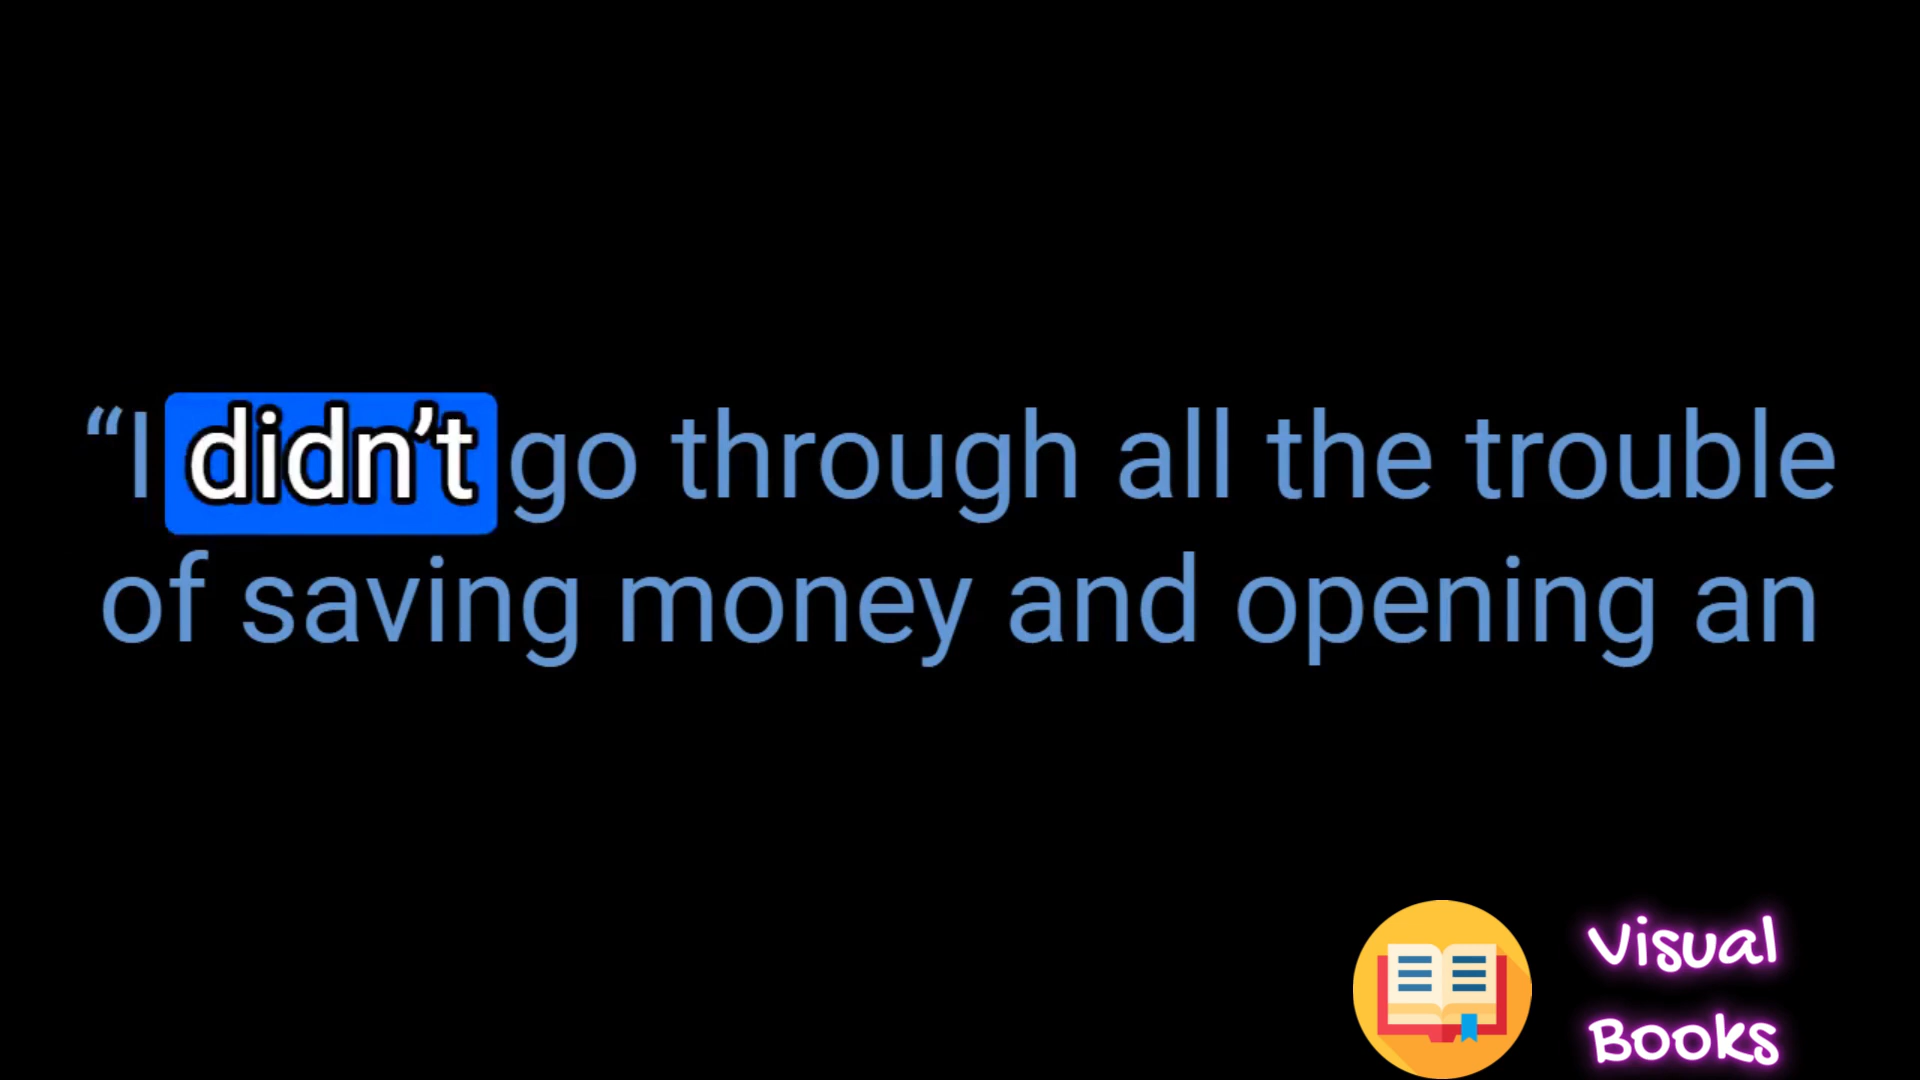 “I didn’t go through all the trouble
of saving money and opening an
Visual
Books